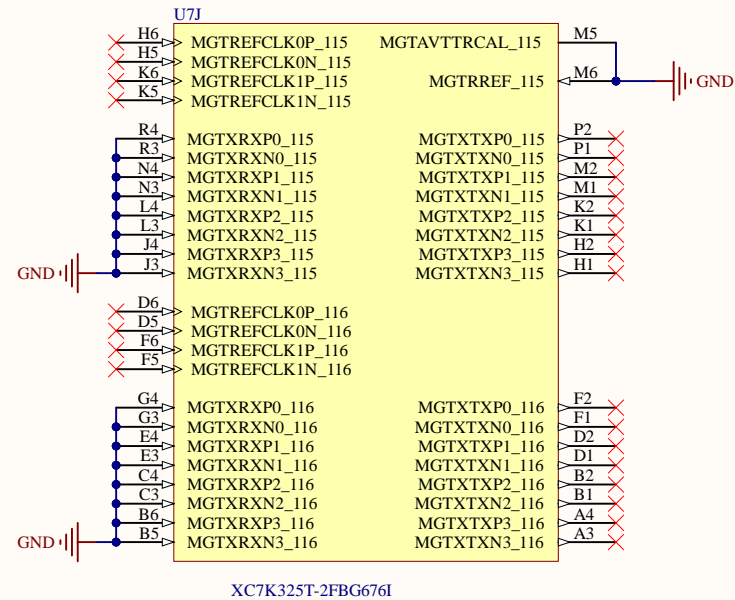 U7J
H6 MGTREFCLK0P_115 MGTAVTTRCAL_115 M5
H5 MGTREFCLK0N_115
K6 MGTREFCLK1P_115 MGTRREF_115 M6 GND
K5 MGTREFCLK1N_115
R4 MGTXRXP0_115 MGTXTXP0_115 P2
R3 MGTXRXN0_115 MGTXTXN0_115 P1
N4 MGTXRXP1_115 MGTXTXP1_115 M2
N3 MGTXRXN1_115 MGTXTXN1_115 M1
L4 MGTXRXP2_115 MGTXTXP2_115 K2
L3 MGTXRXN2_115 MGTXTXN2_115 K1
J4 MGTXRXP3_115 MGTXTXP3_115 H2
GND J3 MGTXRXN3_115 MGTXTXN3_115 H1
D6 MGTREFCLK0P_116
D5 MGTREFCLK0N_116
F6 MGTREFCLK1P_116
F5 MGTREFCLK1N_116
G4 MGTXRXP0_116 MGTXTXP0_116 F2
G3 MGTXRXN0_116 MGTXTXN0_116 F1
E4 MGTXRXP1_116 MGTXTXP1_116 D2
E3 MGTXRXN1_116 MGTXTXN1_116 D1
C4 MGTXRXP2_116 MGTXTXP2_116 B2
C3 MGTXRXN2_116 MGTXTXN2_116 B1
B6 MGTXRXP3_116 MGTXTXP3_116 A4
GND B5 MGTXRXN3_116 MGTXTXN3_116 A3
XC7K325T-2FBG676I